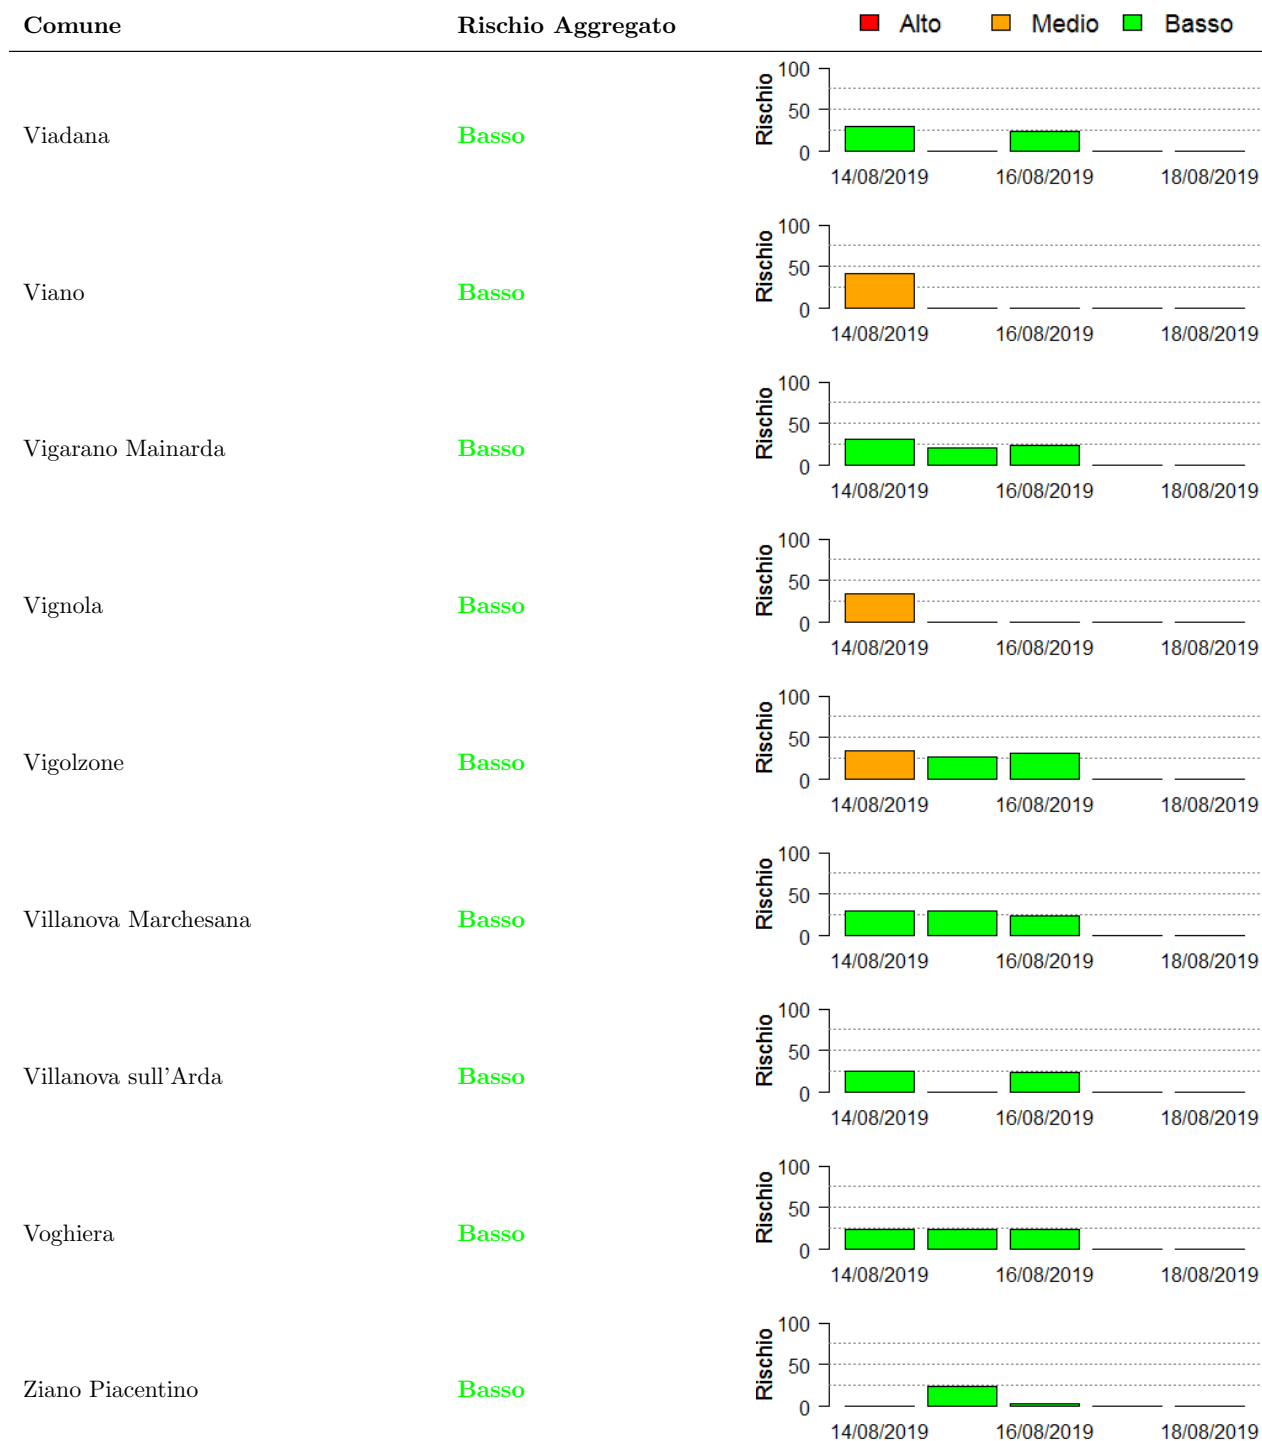 Comune Rischio Aggregato Alto Medio Basso
100
50
0
Rischio
Viadana Basso
14/08/2019 16/08/2019 18/08/2019
100
50
0
Rischio
Viano Basso
14/08/2019 16/08/2019 18/08/2019
100
50
0
Rischio
Vigarano Mainarda Basso
14/08/2019 16/08/2019 18/08/2019
100
50
0
Rischio
Vignola Basso
14/08/2019 16/08/2019 18/08/2019
100
50
0
Rischio
Vigolzone Basso
14/08/2019 16/08/2019 18/08/2019
100
50
0
Rischio
Villanova Marchesana Basso
14/08/2019 16/08/2019 18/08/2019
100
50
0
Rischio
Villanova sull'Arda Basso
14/08/2019 16/08/2019 18/08/2019
100
50
0
Rischio
Voghiera Basso
14/08/2019 16/08/2019 18/08/2019
100
50
0
Rischio
Ziano Piacentino Basso
14/08/2019 16/08/2019 18/08/2019